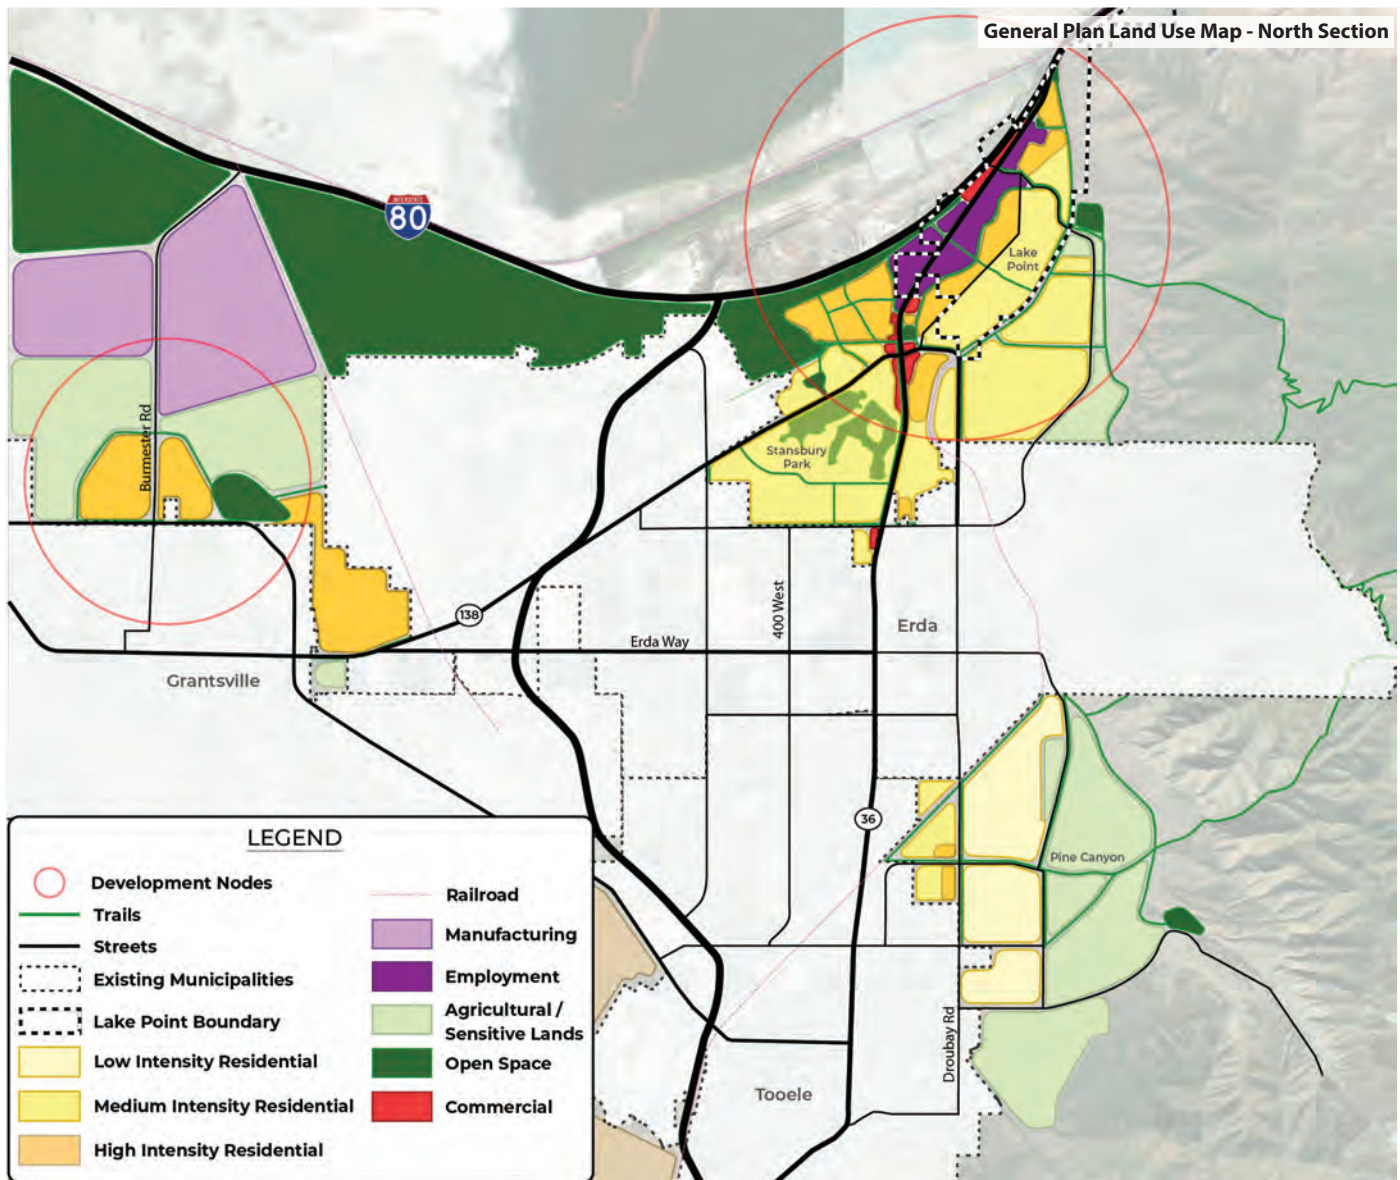 General Plan Land Use Map - North Section
80
Lake
Point
Burmester Rd
Stansbury
Park
138
400 West
Erda Way
Erda
Grantsville
36
Pine Canyon
Droubay Rd
Tooele
LEGEND
Development Nodes
Trails
Streets
Existing Municipalities
Lake Point Boundary
Low Intensity Residential
Medium Intensity Residential
High Intensity Residential
Railroad
Manufacturing
Employment
Agricultural /
Sensitive Lands
Open Space
Commercial